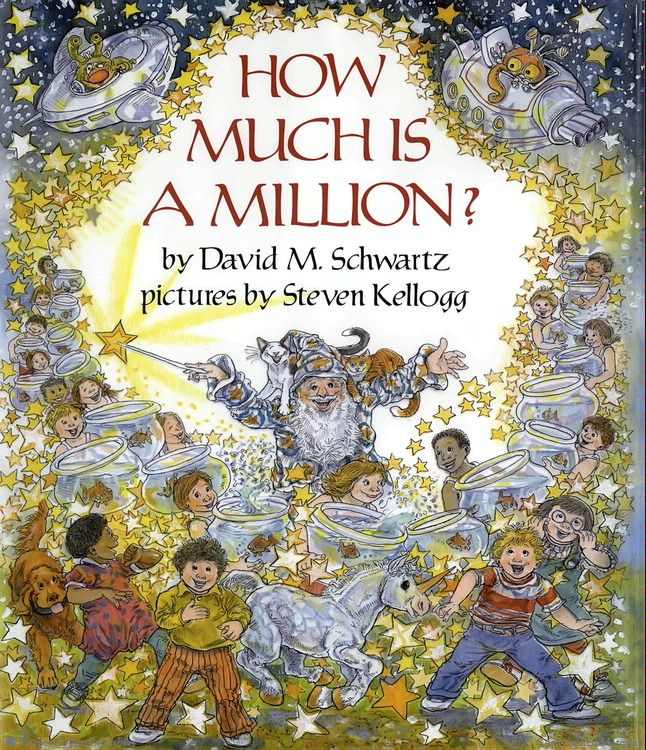 HOW
MUCH IS
A MILLION?
by David M. Schwartz
pictures by Steven Kellogg